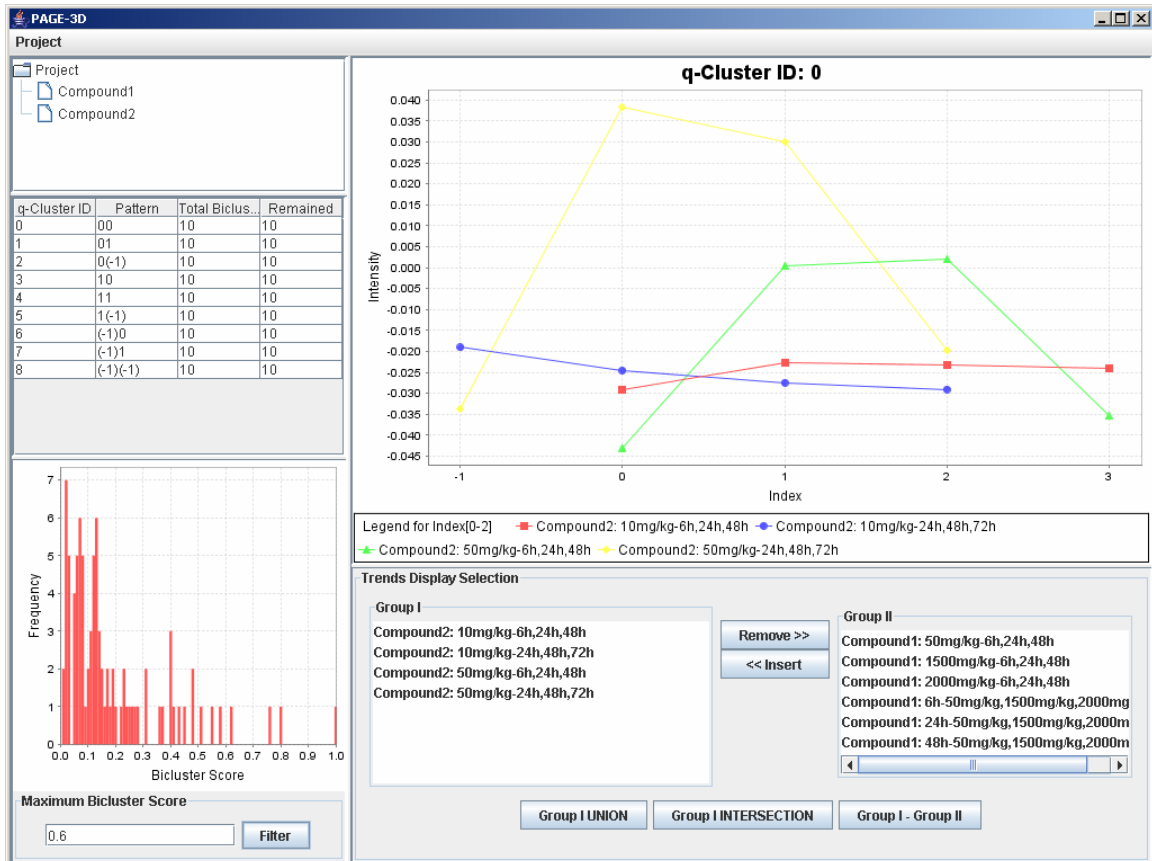 PAGE-3D
Project
Project
Compound1
Compound2
q-Cluster ID Pattern Total Biclus... Remained
0 00 10 10
1 01 10 10
2 0(-1) 10 10
3 10 10 10
4 11 10 10
5 1(-1) 10 10
6 (-1)0 10 10
7 (-1)1 10 10
8 (-1)(-1) 10 10
7
6
5
4
3
2
1
0
Frequency
0.0 0.1 0.2 0.3 0.4 0.5 0.6 0.7 0.8 0.9 1.0
Bicluster Score
Maximum Bicluster Score
0.6 Filter
q-Cluster ID: 0
0.040
0.035
0.030
0.025
0.020
0.015
0.010
0.005
0.000
-0.005
-0.010
-0.015
-0.020
-0.025
-0.030
-0.035
-0.040
-0.045
Intensity
-1 0 1 2 3
Index
Legend for Index[0-2] Compound2: 10mg/kg-6h,24h,48h Compound2: 10mg/kg-24h,48h,72h
Compound2: 50mg/kg-6h,24h,48h Compound2: 50mg/kg-24h,48h,72h
Trends Display Selection
Group I
Compound2: 10mg/kg-6h,24h,48h
Compound2: 10mg/kg-24h,48h,72h
Compound2: 50mg/kg-6h,24h,48h
Compound2: 50mg/kg-24h,48h,72h
Remove >>
<< Insert
Group II
Compound1: 50mg/kg-6h,24h,48h
Compound1: 1500mg/kg-6h,24h,48h
Compound1: 2000mg/kg-6h,24h,48h
Compound1: 6h-50mg/kg,1500mg/kg,2000mg
Compound1: 24h-50mg/kg,1500mg/kg,2000m
Compound1: 48h-50mg/kg,1500mg/kg,2000m
Group I UNION Group I INTERSECTION Group I - Group II